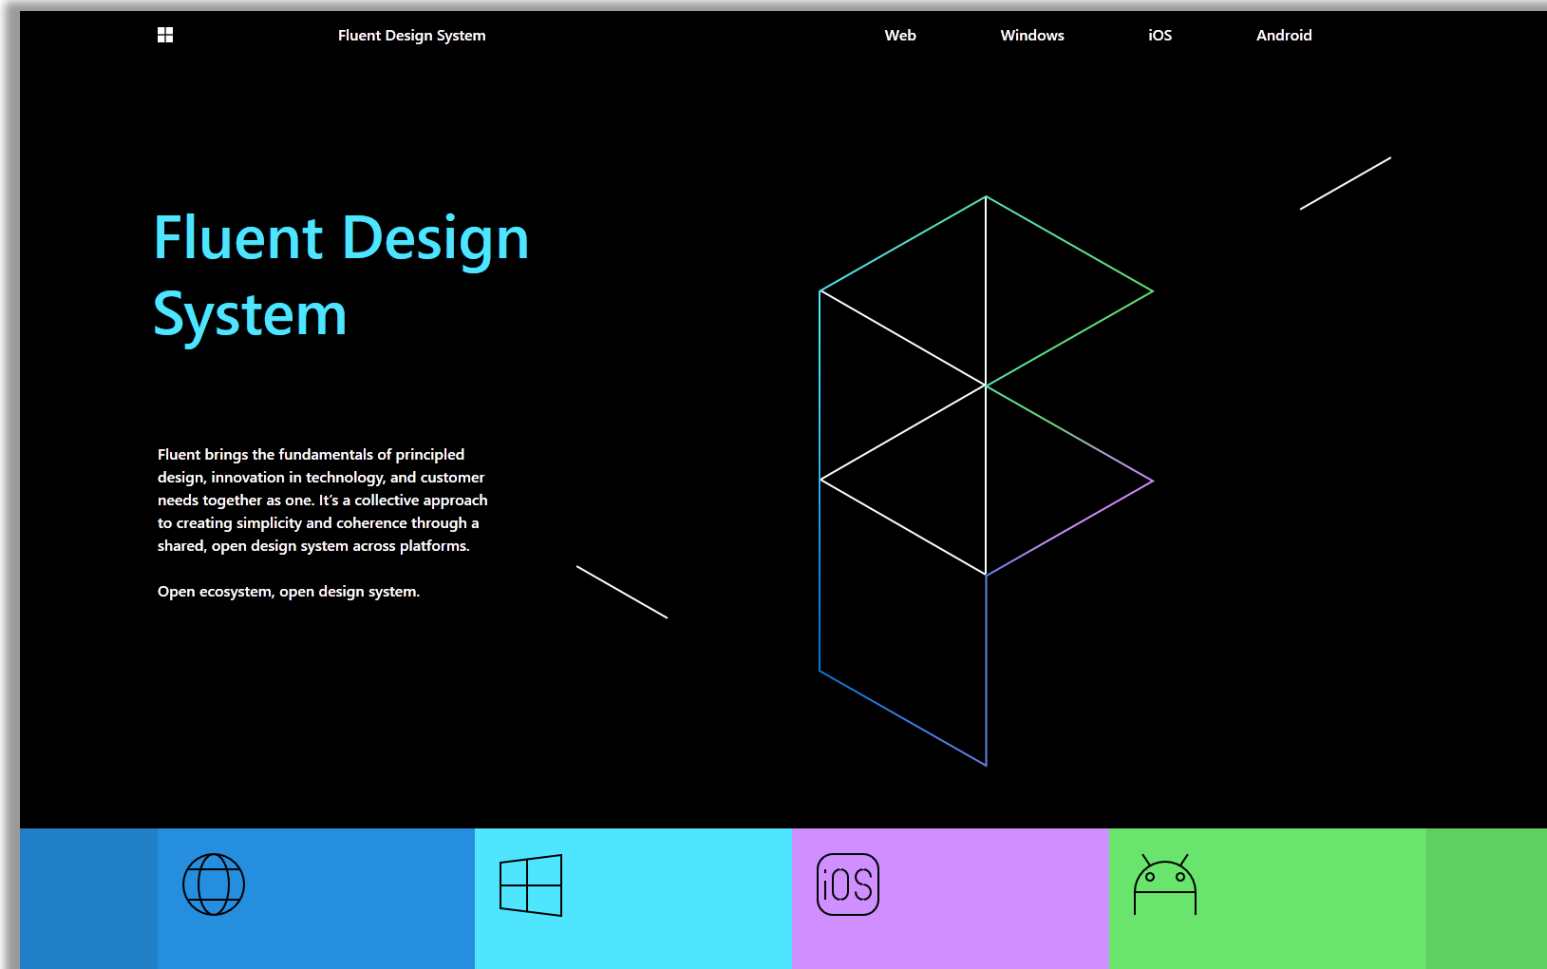 Fluent Design System
Web
Windows
iOS
Android
Fluent Design
System
Fluent brings the fundamentals of principled
design, innovation in technology, and customer
needs together as one. It's a collective approach
to creating simplicity and coherence through a
shared, open design system across platforms.
Open ecosystem, open design system.
iOS